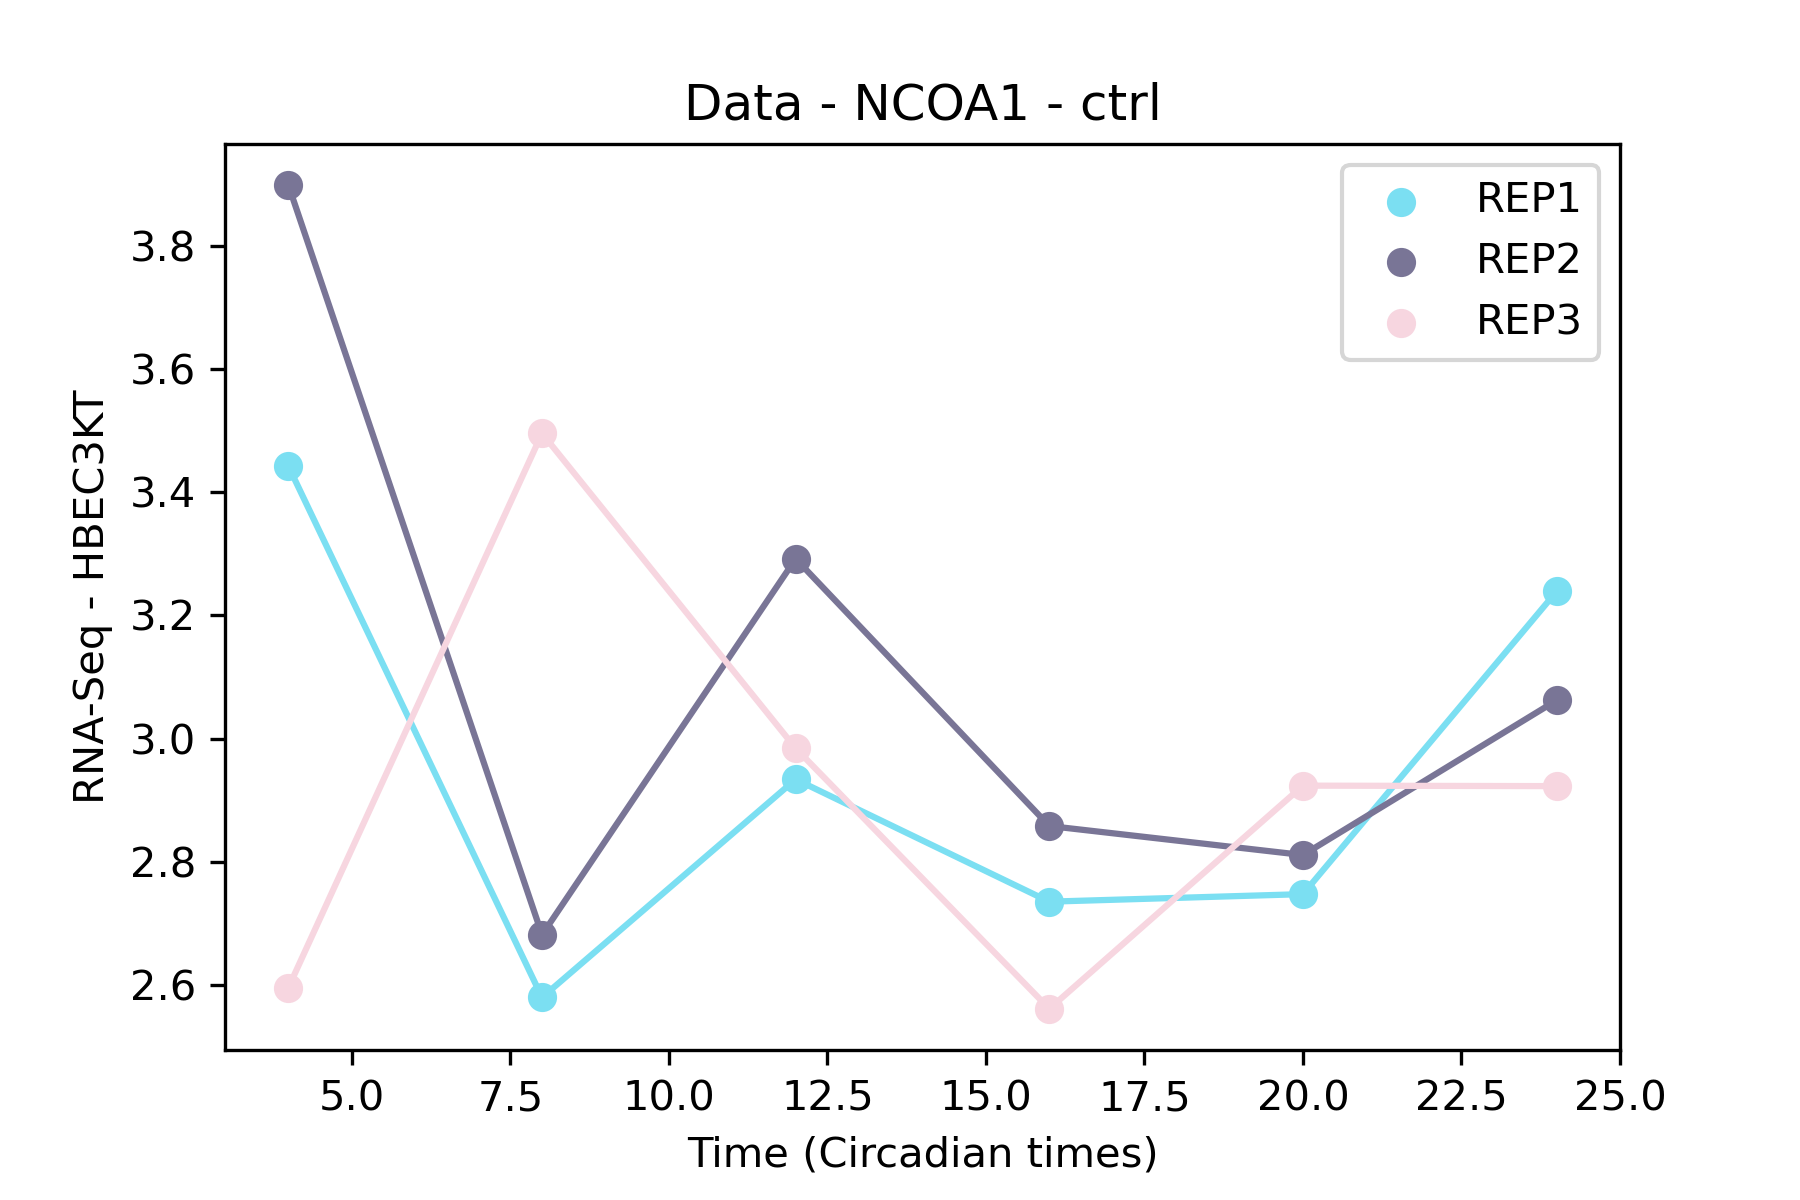 Data - NCOA1 - ctrl
REP1
REP2
REP3
RNA-Seq - HBEC3KT
3.8
3.6
3.4
3.2
3.0
2.8
2.6
5.0 7.5 10.0 12.5 15.0 17.5 20.0 22.5 25.0
Time (Circadian times)